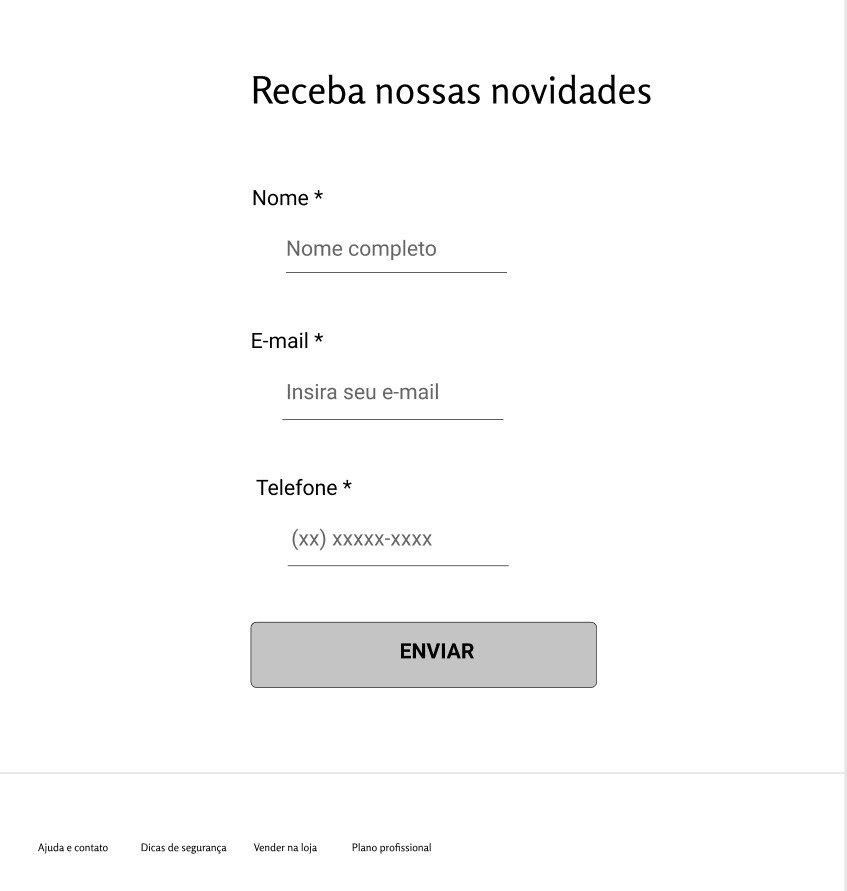 Receba nossas novidades
Nome *
Nome completo
E-mail *
Insira seu e-mail
Telefone *
(xx) xxxxx-xxxx
ENVIAR
Ajuda e contato Dicas de segurança Vender na loja Plano profissional